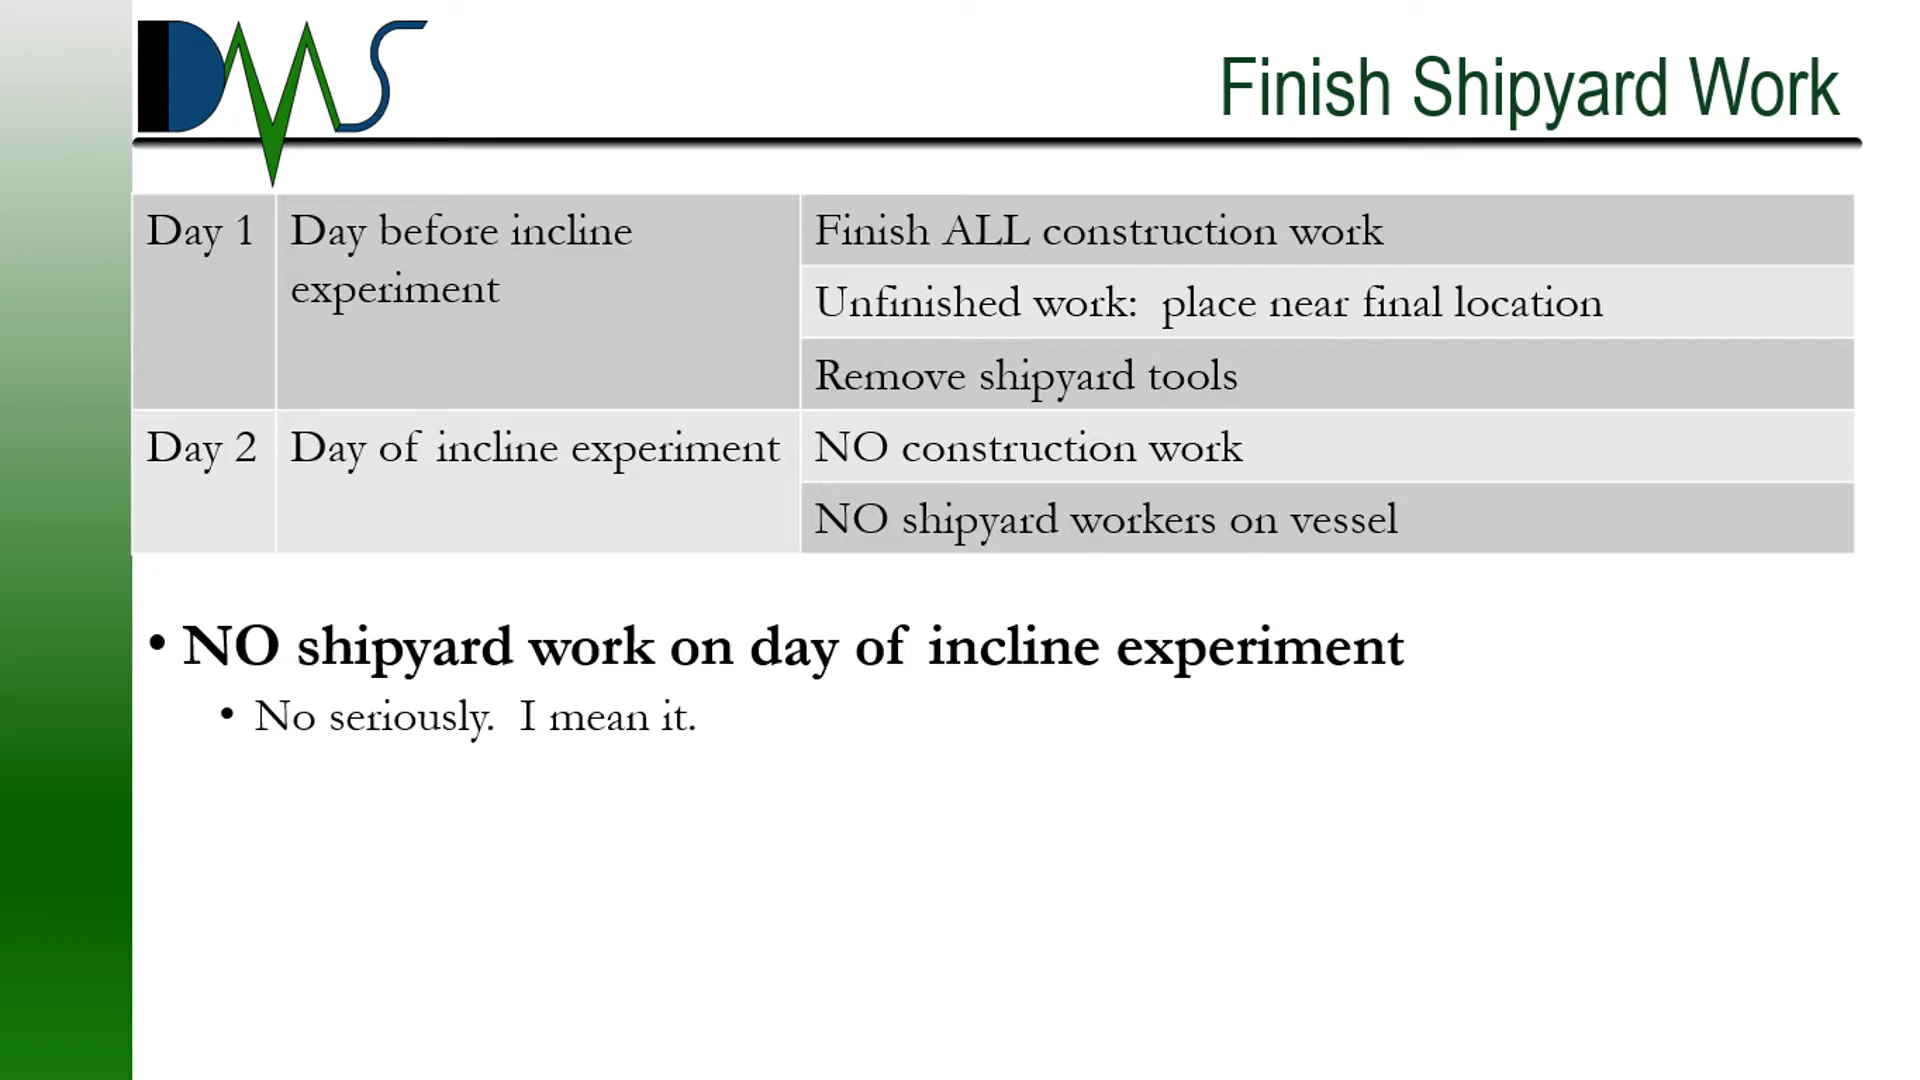 DMS
Finish Shipyard Work
Day 1
Day before incline
experiment
Finish ALL construction work
Unfinished work:  place near final location
Remove shipyard tools
Day 2
Day of incline experiment
NO construction work
NO shipyard workers on vessel
• NO shipyard work on day of incline experiment
• No seriously.  I mean it.